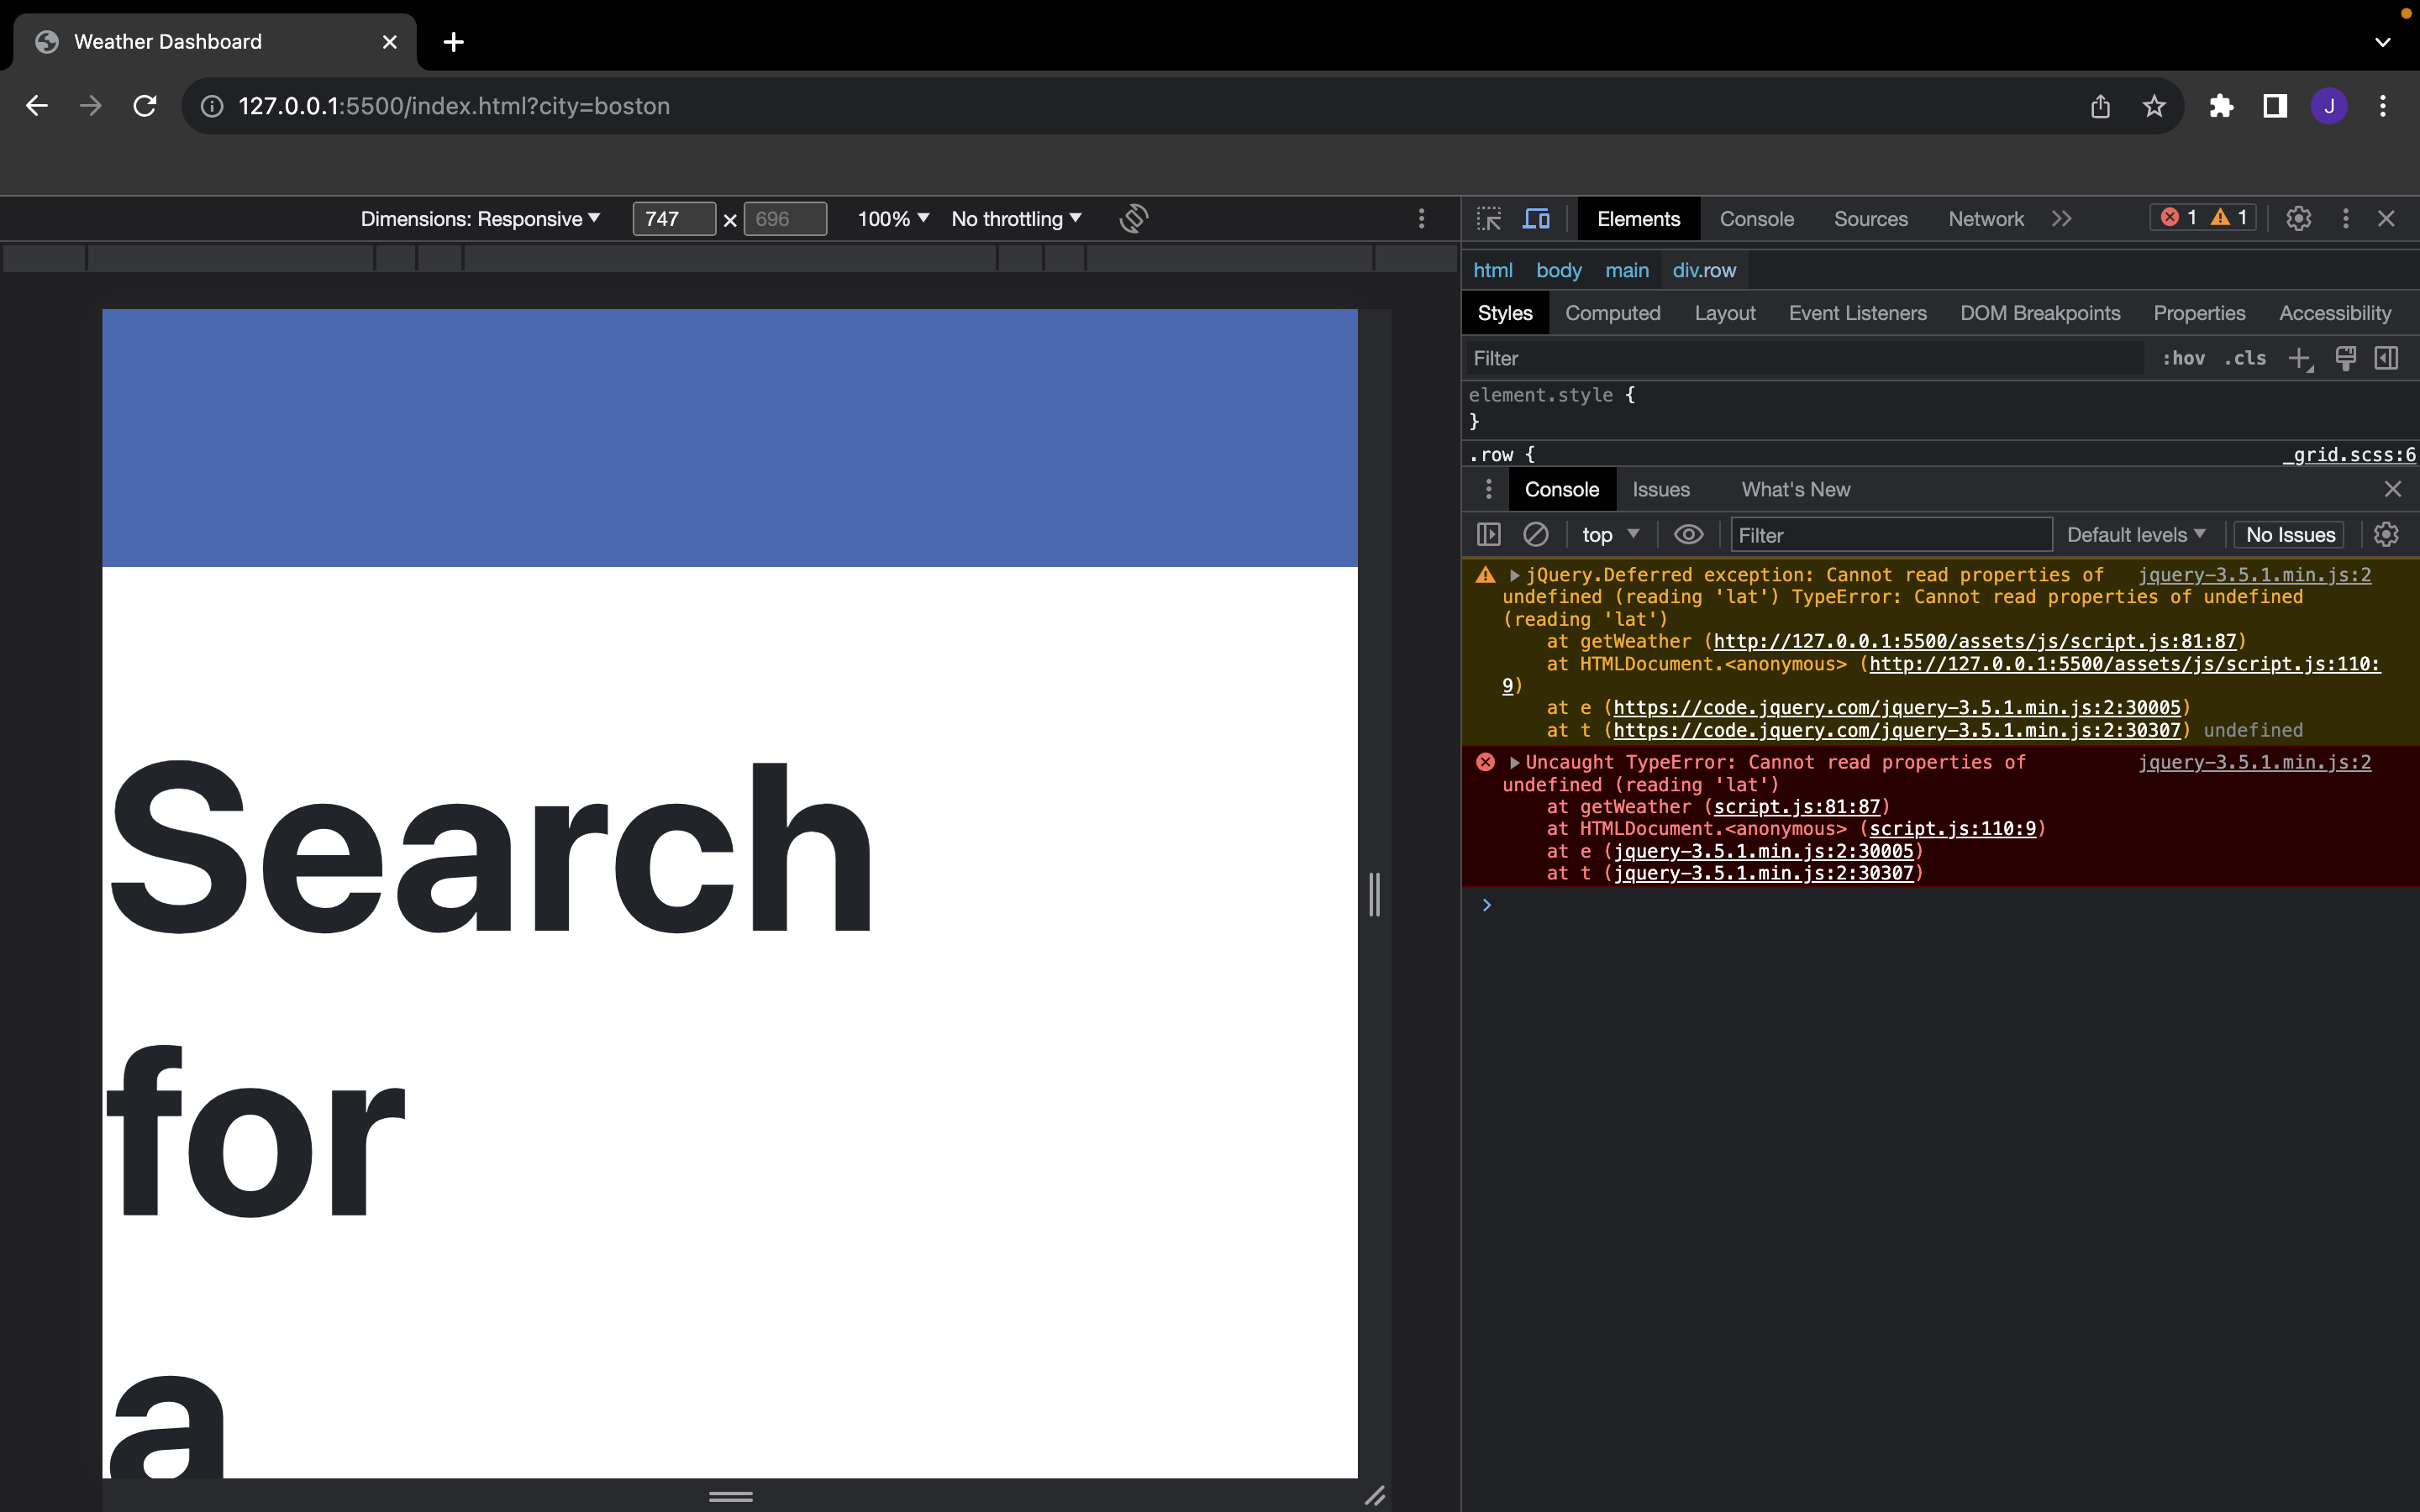 Weather Dashboard
127.0.0.1:5500/index.html?city=boston
J
Dimensions: Responsive 747 × 696 100% No throttling
Elements Console Sources Network 1 1
html body main div.row
Styles Computed Layout Event Listeners DOM Breakpoints Properties Accessibility
Filter :hov .cls
element.style {
}
.row { _grid.scss:6
Console Issues What's New
top Filter Default levels No Issues
jQuery.Deferred exception: Cannot read properties of jquery-3.5.1.min.js:2
undefined (reading 'lat') TypeError: Cannot read properties of undefined
(reading 'lat')
at getWeather (http://127.0.0.1:5500/assets/js/script.js:81:87)
at HTMLDocument.<anonymous> (http://127.0.0.1:5500/assets/js/script.js:110:
9)
at e (https://code.jquery.com/jquery-3.5.1.min.js:2:30005)
at t (https://code.jquery.com/jquery-3.5.1.min.js:2:30307) undefined
Uncaught TypeError: Cannot read properties of jquery-3.5.1.min.js:2
undefined (reading 'lat')
at getWeather (script.js:81:87)
at HTMLDocument.<anonymous> (script.js:110:9)
at e (jquery-3.5.1.min.js:2:30005)
at t (jquery-3.5.1.min.js:2:30307)
Search
for
a